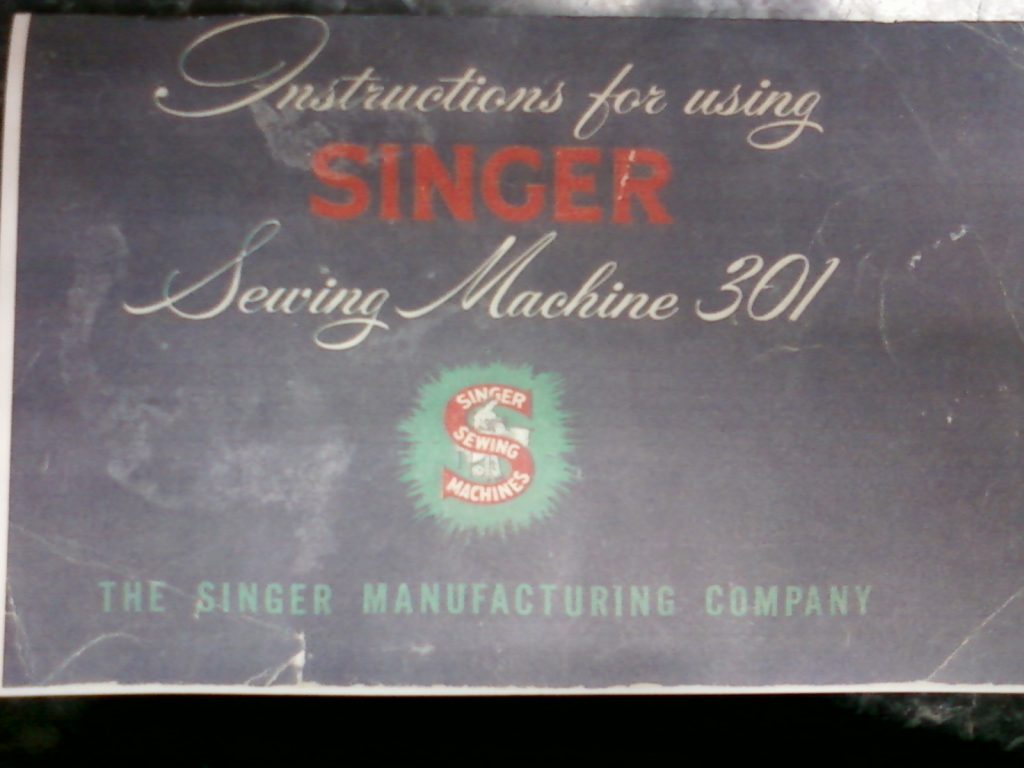 Instructions for using
SINGER
Sewing Machine 301
SINGER
SEWING
MACHINES
THE SINGER MANUFACTURING COMPANY